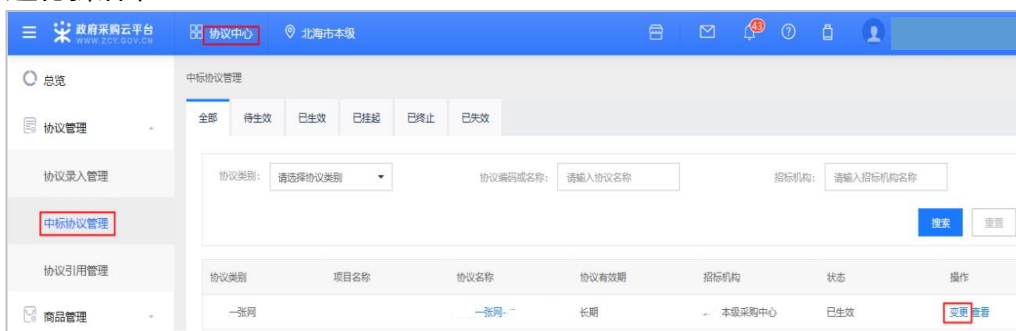 政府采购云平台 协议中心 北海市本级 43
WWW.ZCY.GOV.CN
总览
中标协议管理
协议管理
全部 待生效 已生效 已挂起 已终止 已失效
协议录入管理
协议类别: 请选择协议类别 协议编码或名称: 请输入协议名称 招标机构: 请输入招标机构名称
中标协议管理
搜索 重置
协议引用管理
协议类别 项目名称 协议名称 协议有效期 招标机构 状态 操作
商品管理
一张网 一张网- 长期 本级采购中心 已生效 变更 查看